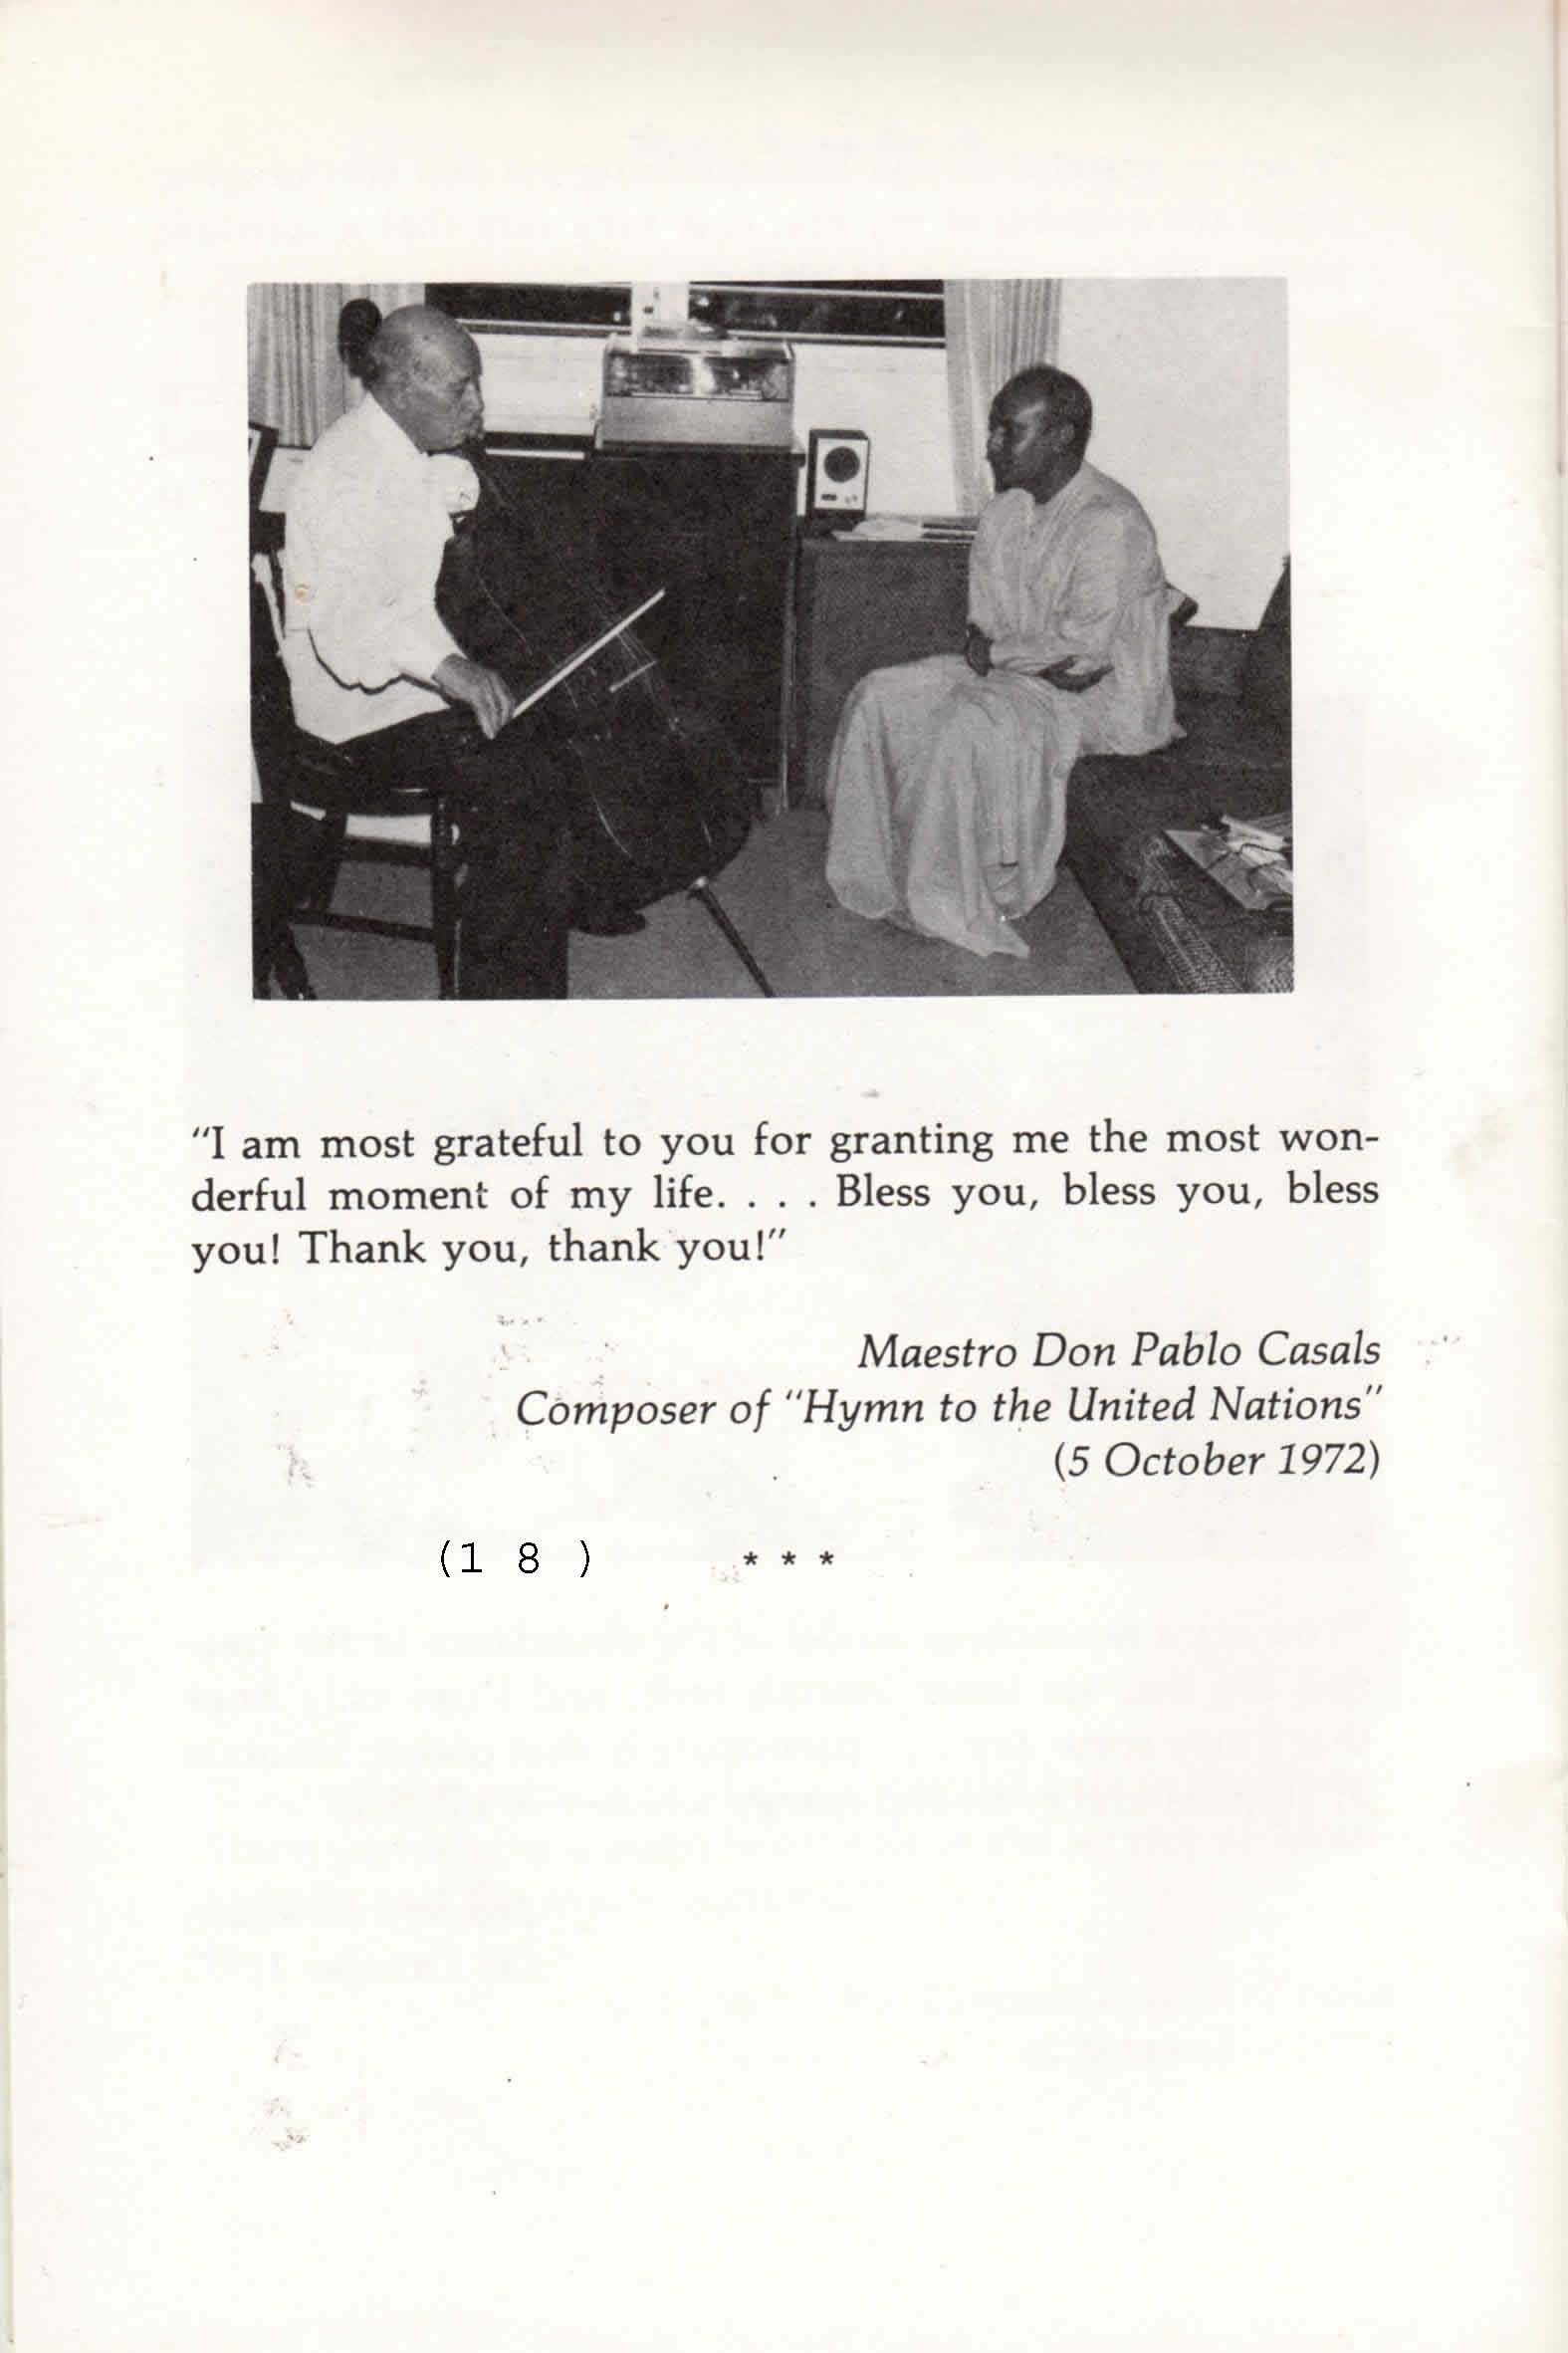 "I am most grateful to you for granting me the most won-
derful moment of my life. . . . Bless you, bless you, bless
you! Thank you, thank you!"
Maestro Don Pablo Casals
Composer of "Hymn to the United Nations"
(5 October 1972)
(1 8 ) * * *